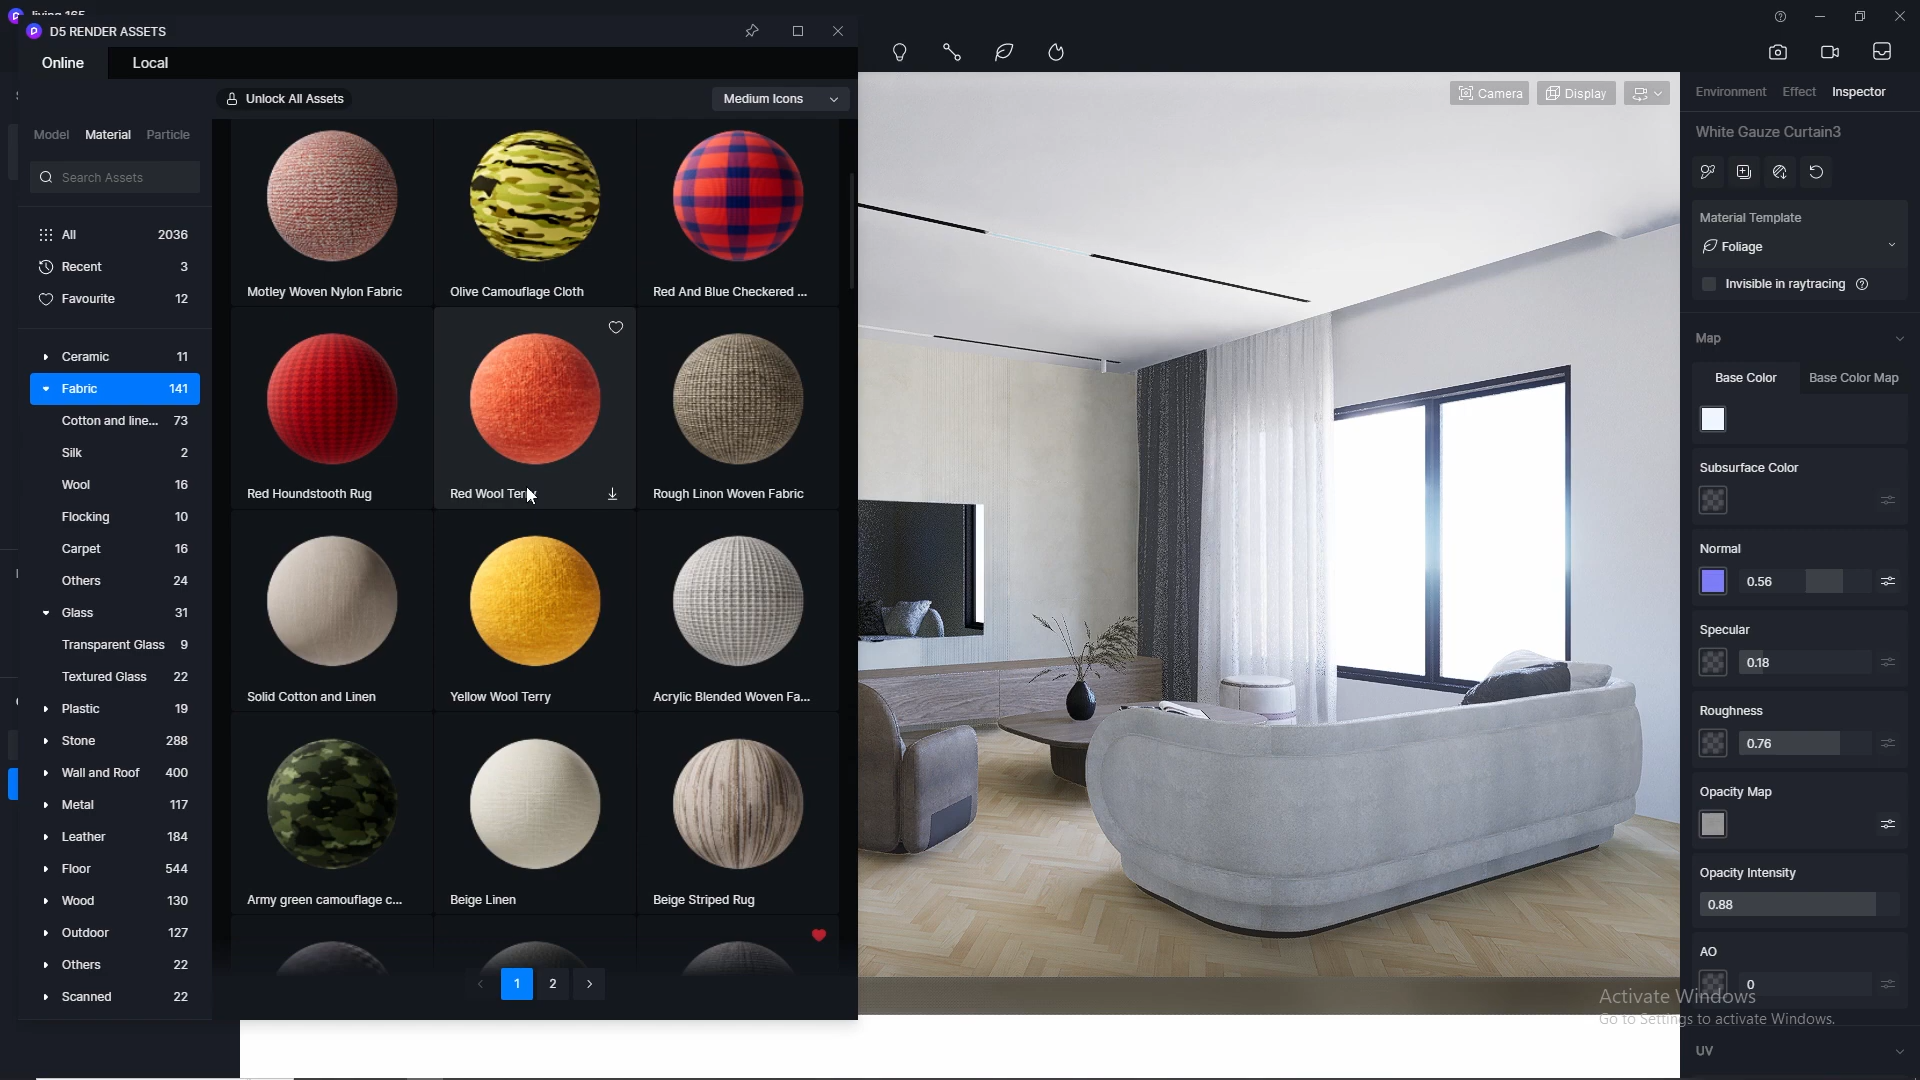 D5 RENDER ASSETS
Online
Local
Unlock All Assets
Medium Icons
Model
Material
Particle
Search Assets
All 2036
Recent 3
Favourite 12
Ceramic 11
Fabric 141
Cotton and line... 73
Silk 2
Wool 16
Flocking 10
Carpet 16
Others 24
Glass 31
Transparent Glass 9
Textured Glass 22
Plastic 19
Stone 288
Wall and Roof 400
Metal 117
Leather 184
Floor 544
Wood 130
Outdoor 127
Others 22
Scanned 22
Motley Woven Nylon Fabric
Olive Camouflage Cloth
Red And Blue Checkered ...
Red Houndstooth Rug
Red Wool Terry
Rough Linon Woven Fabric
Solid Cotton and Linen
Yellow Wool Terry
Acrylic Blended Woven Fa...
Army green camouflage c...
Beige Linen
Beige Striped Rug
1
2
Camera
Display
Environment
Effect
Inspector
White Gauze Curtain3
Material Template
Foliage
Invisible in raytracing
Map
Base Color
Base Color Map
Subsurface Color
Normal
0.56
Specular
0.18
Roughness
0.76
Opacity Map
Opacity Intensity
0.88
AO
0
Activate Windows
Go to Settings to activate Windows.
UV